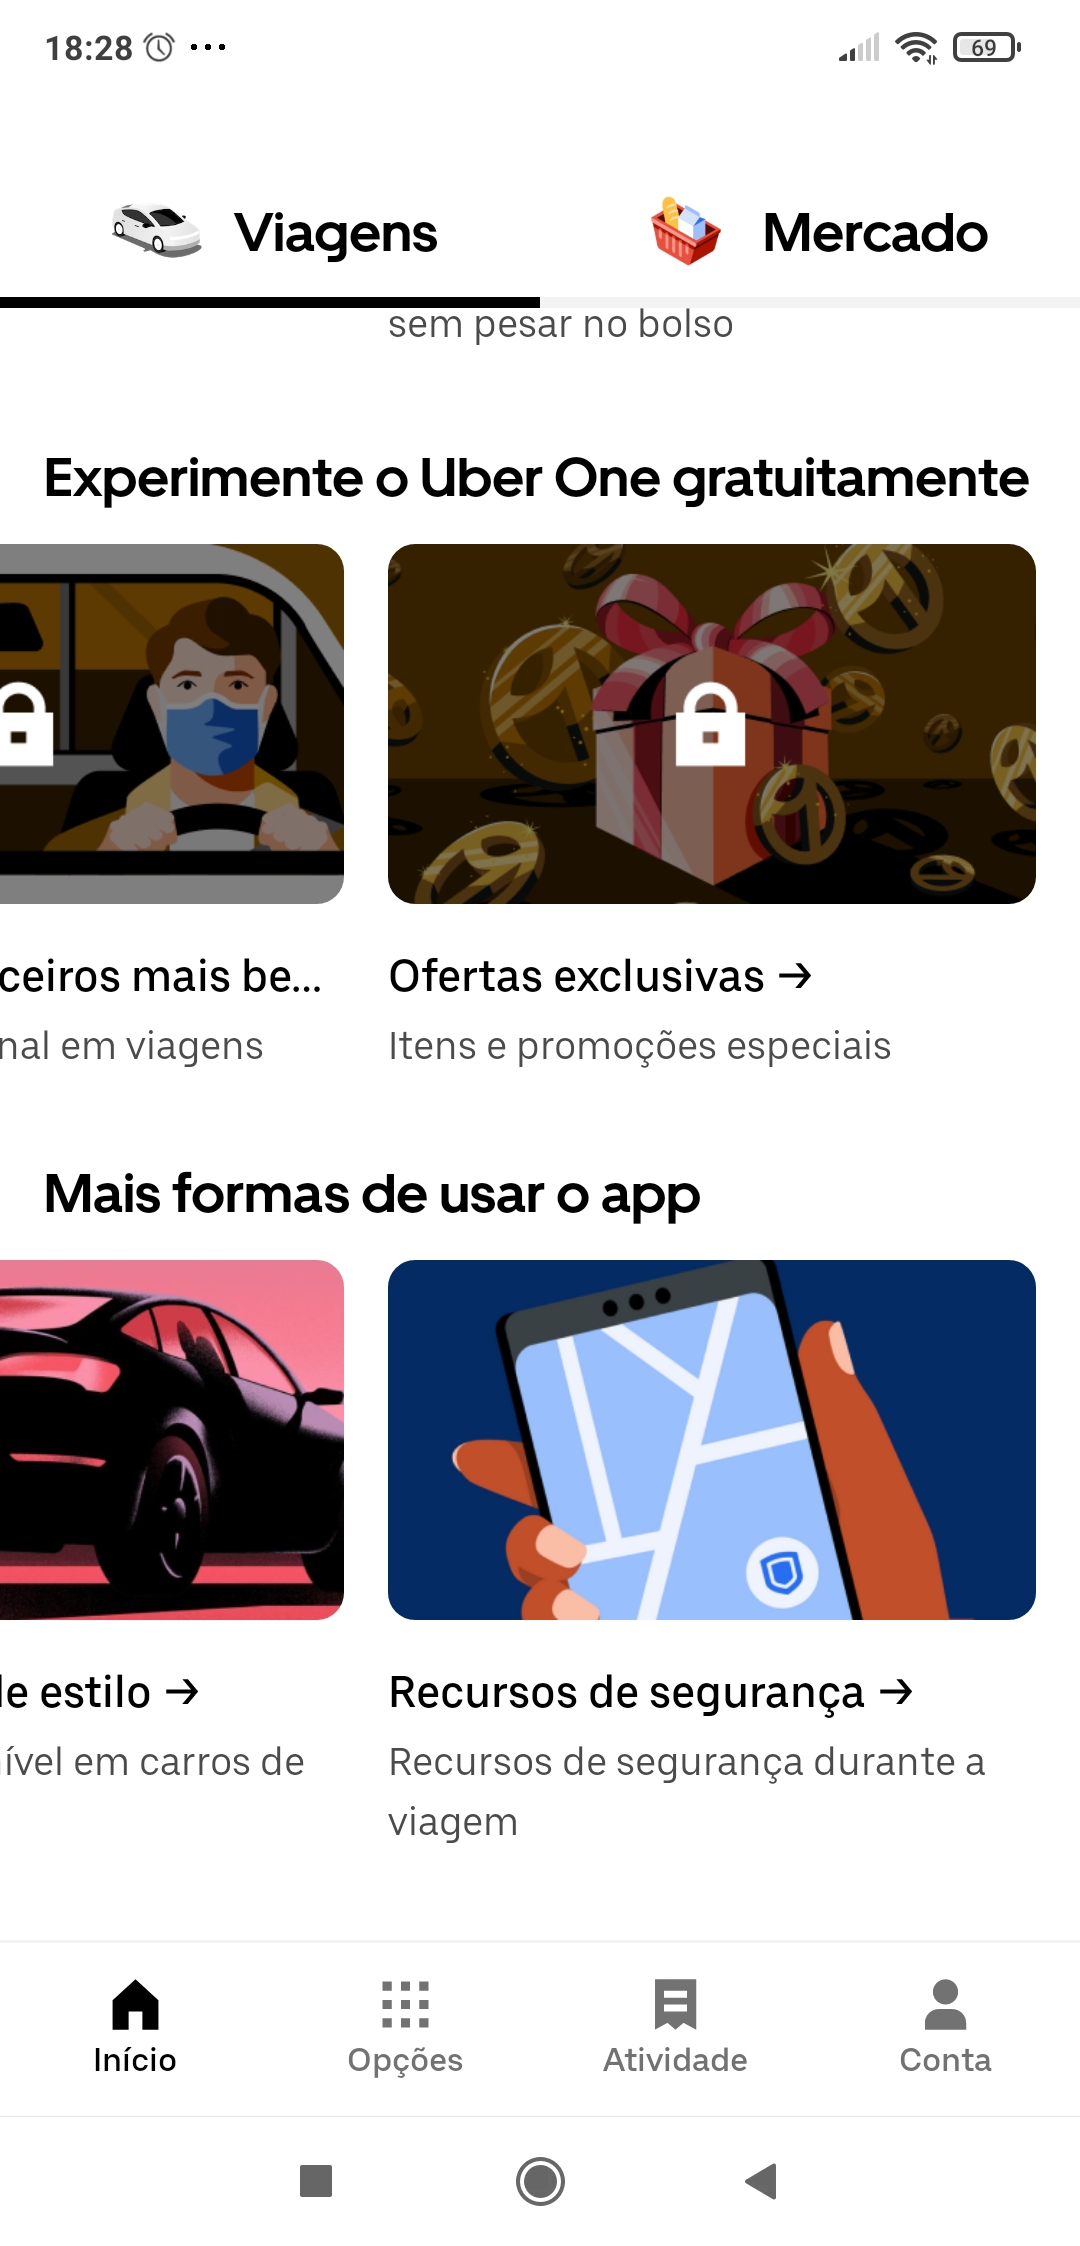 18:28
69
Viagens
Mercado
sem pesar no bolso
Experimente o Uber One gratuitamente
ceiros mais be...
nal em viagens
Ofertas exclusivas →
Itens e promoções especiais
Mais formas de usar o app
le estilo →
nível em carros de
Recursos de segurança →
Recursos de segurança durante a
viagem
Início
Opções
Atividade
Conta